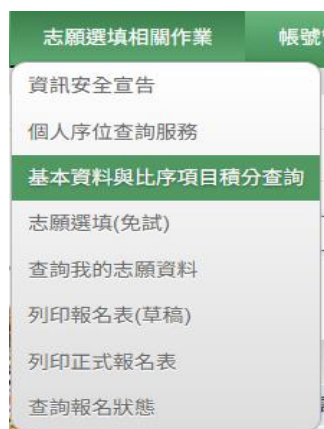 志願選填相關作業 帳號
資訊安全宣告
個人序位查詢服務
基本資料與比序項目積分查詢
志願選填(免試)
查詢我的志願資料
列印報名表(草稿)
列印正式報名表
查詢報名狀態